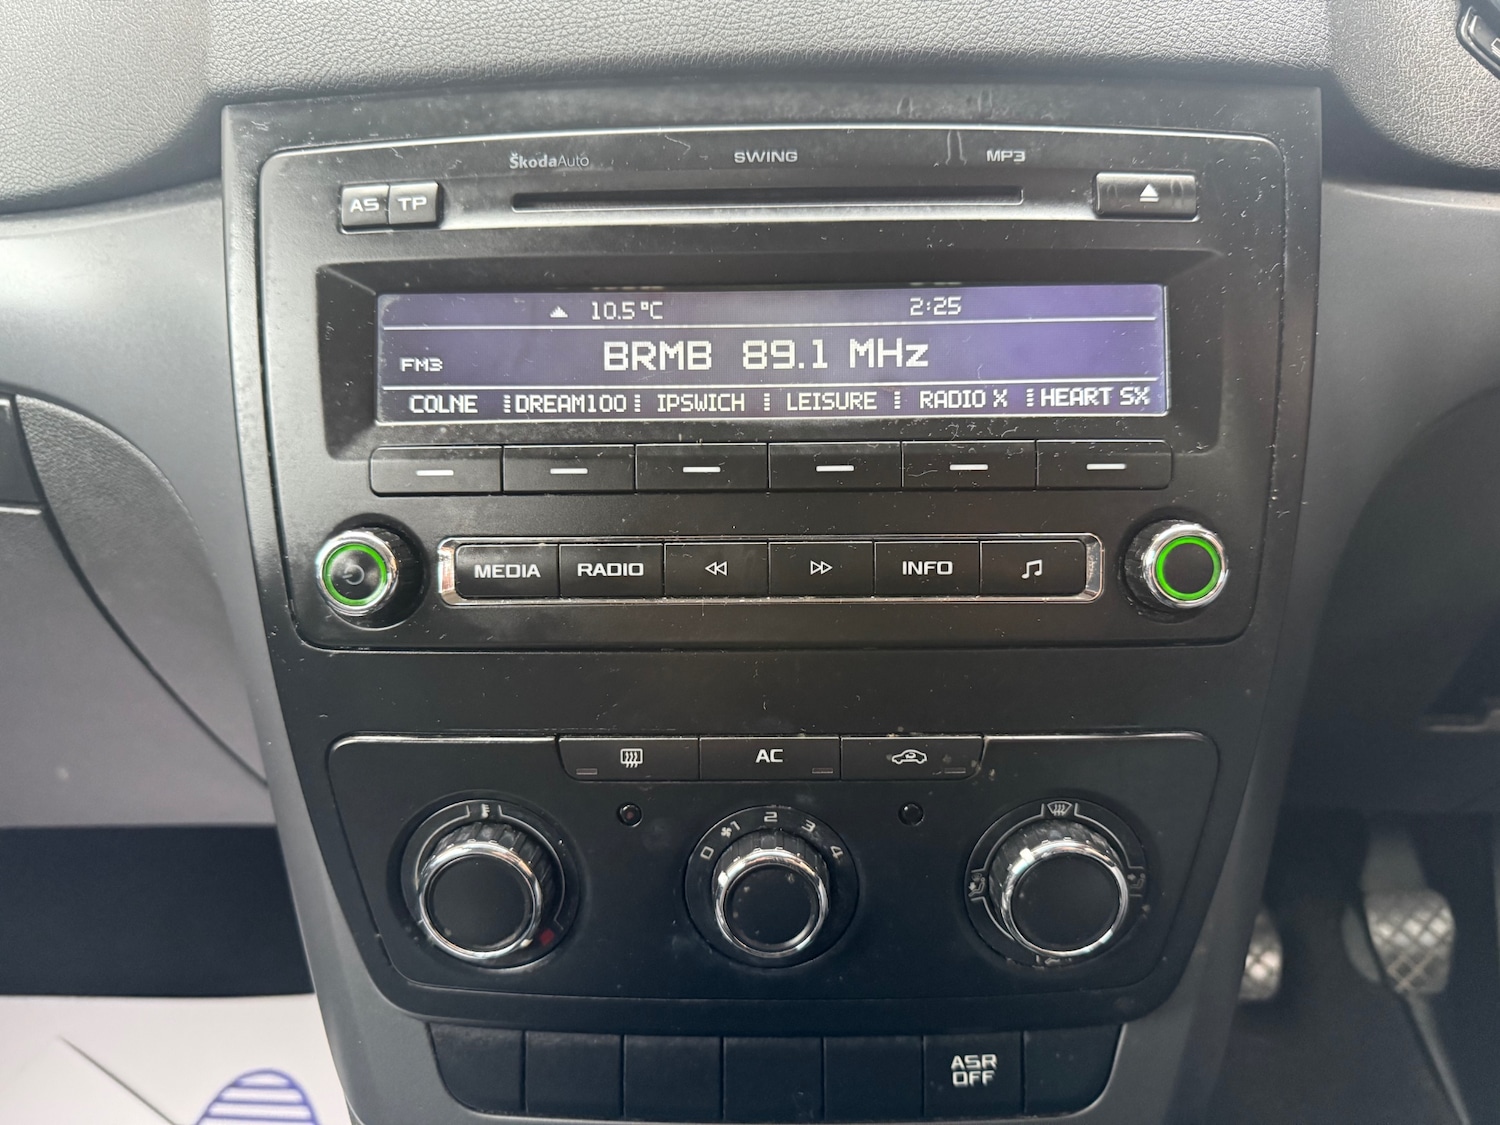 ŠkodaAuto SWING MP3
AS TP
10.5°C 2:25
FM3 BRMB 89.1 MHz
COLNE DREAM100 IPSWICH LEISURE RADIO X HEART SX
MEDIA RADIO INFO
AC
0 1 2 3 4
ASR
OFF